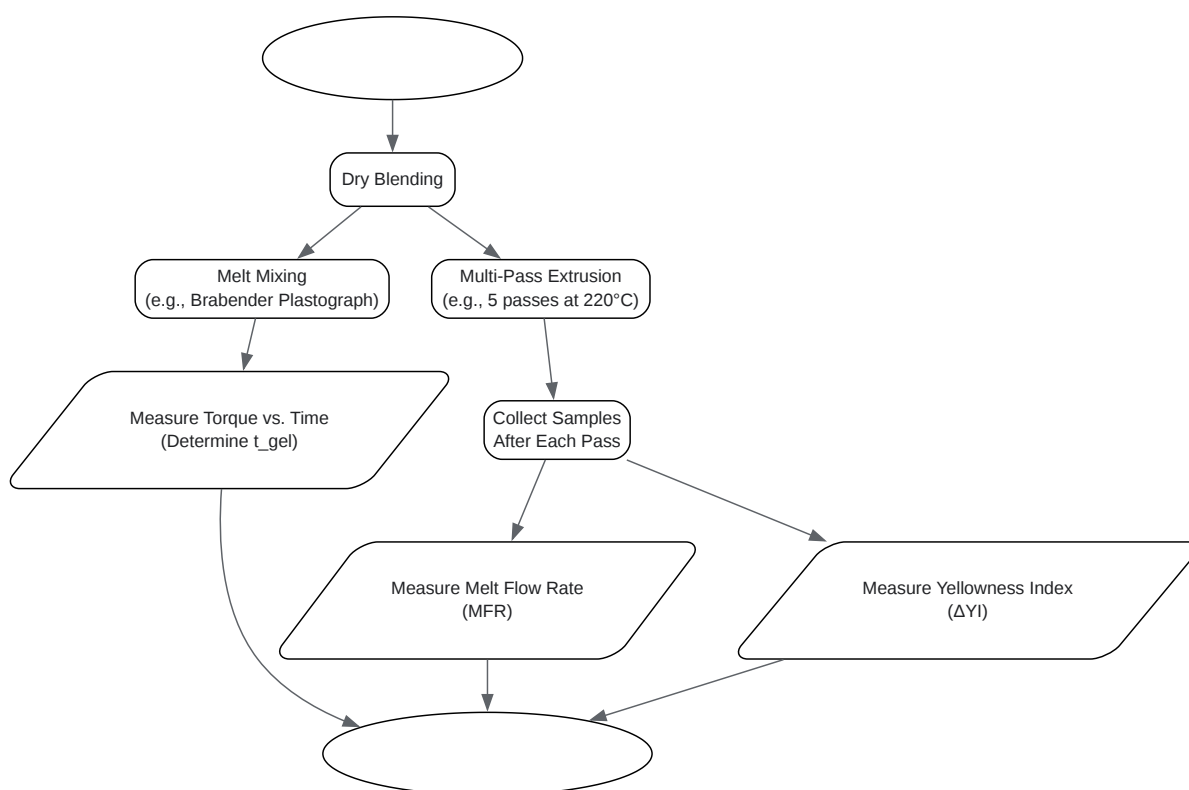 Dry Blending
Melt Mixing
(e.g., Brabender Plastograph)
Multi-Pass Extrusion
(e.g., 5 passes at 220°C)
Measure Torque vs. Time
(Determine t_gel)
Collect Samples
After Each Pass
Measure Melt Flow Rate
(MFR)
Measure Yellowness Index
(ΔYI)